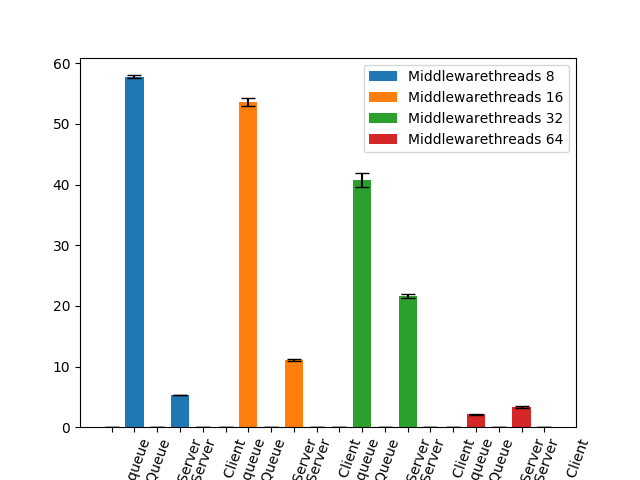 60
50
40
30
20
10
0
Middlewarethreads 8
Middlewarethreads 16
Middlewarethreads 32
Middlewarethreads 64
queue
Queue
Server
Server
Client
queue
Queue
Server
Server
Client
queue
Queue
Server
Server
Client
queue
Queue
Server
Server
Client